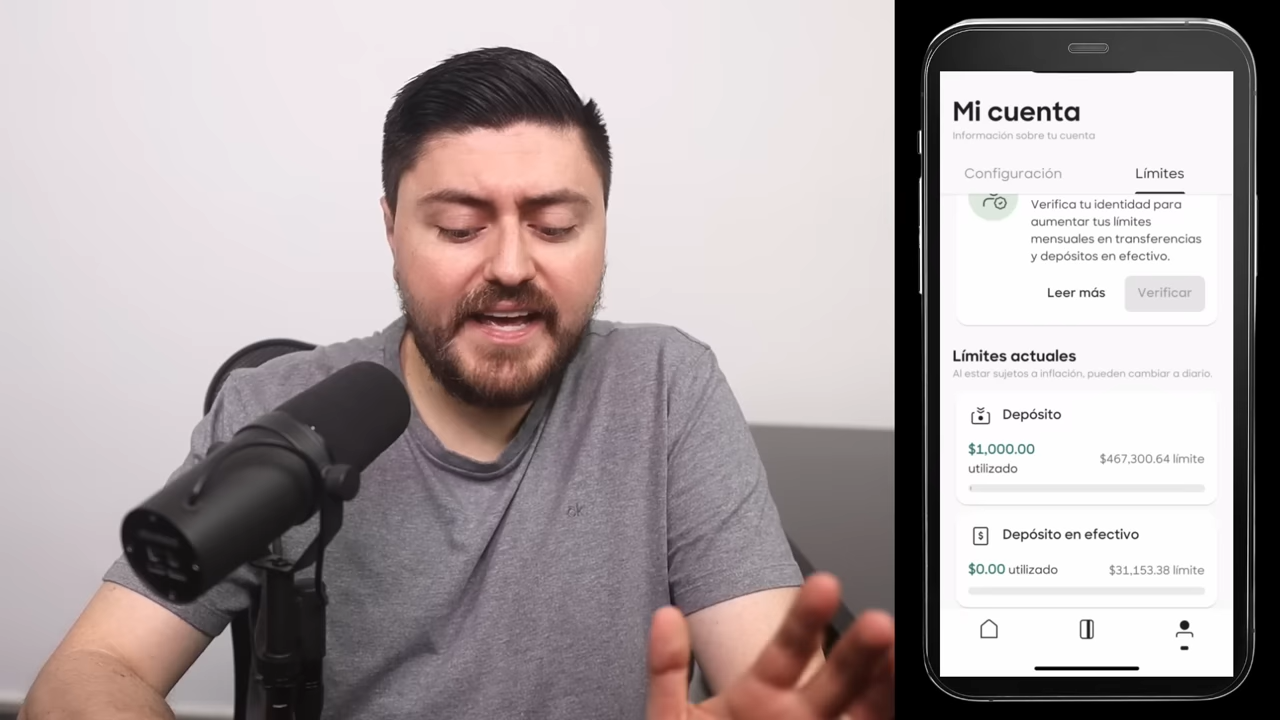 Mi cuenta
Información sobre tu cuenta
Configuración
Límites
Verifica tu identidad para
aumentar tus límites
mensuales en transferencias
y depósitos en efectivo.
Leer más
Verificar
Límites actuales
Al estar sujetos a inflación, pueden cambiar a diario.
Depósito
$1,000.00
utilizado
$467,300.64 límite
Depósito en efectivo
$0.00 utilizado
$31,153.38 límite
ck